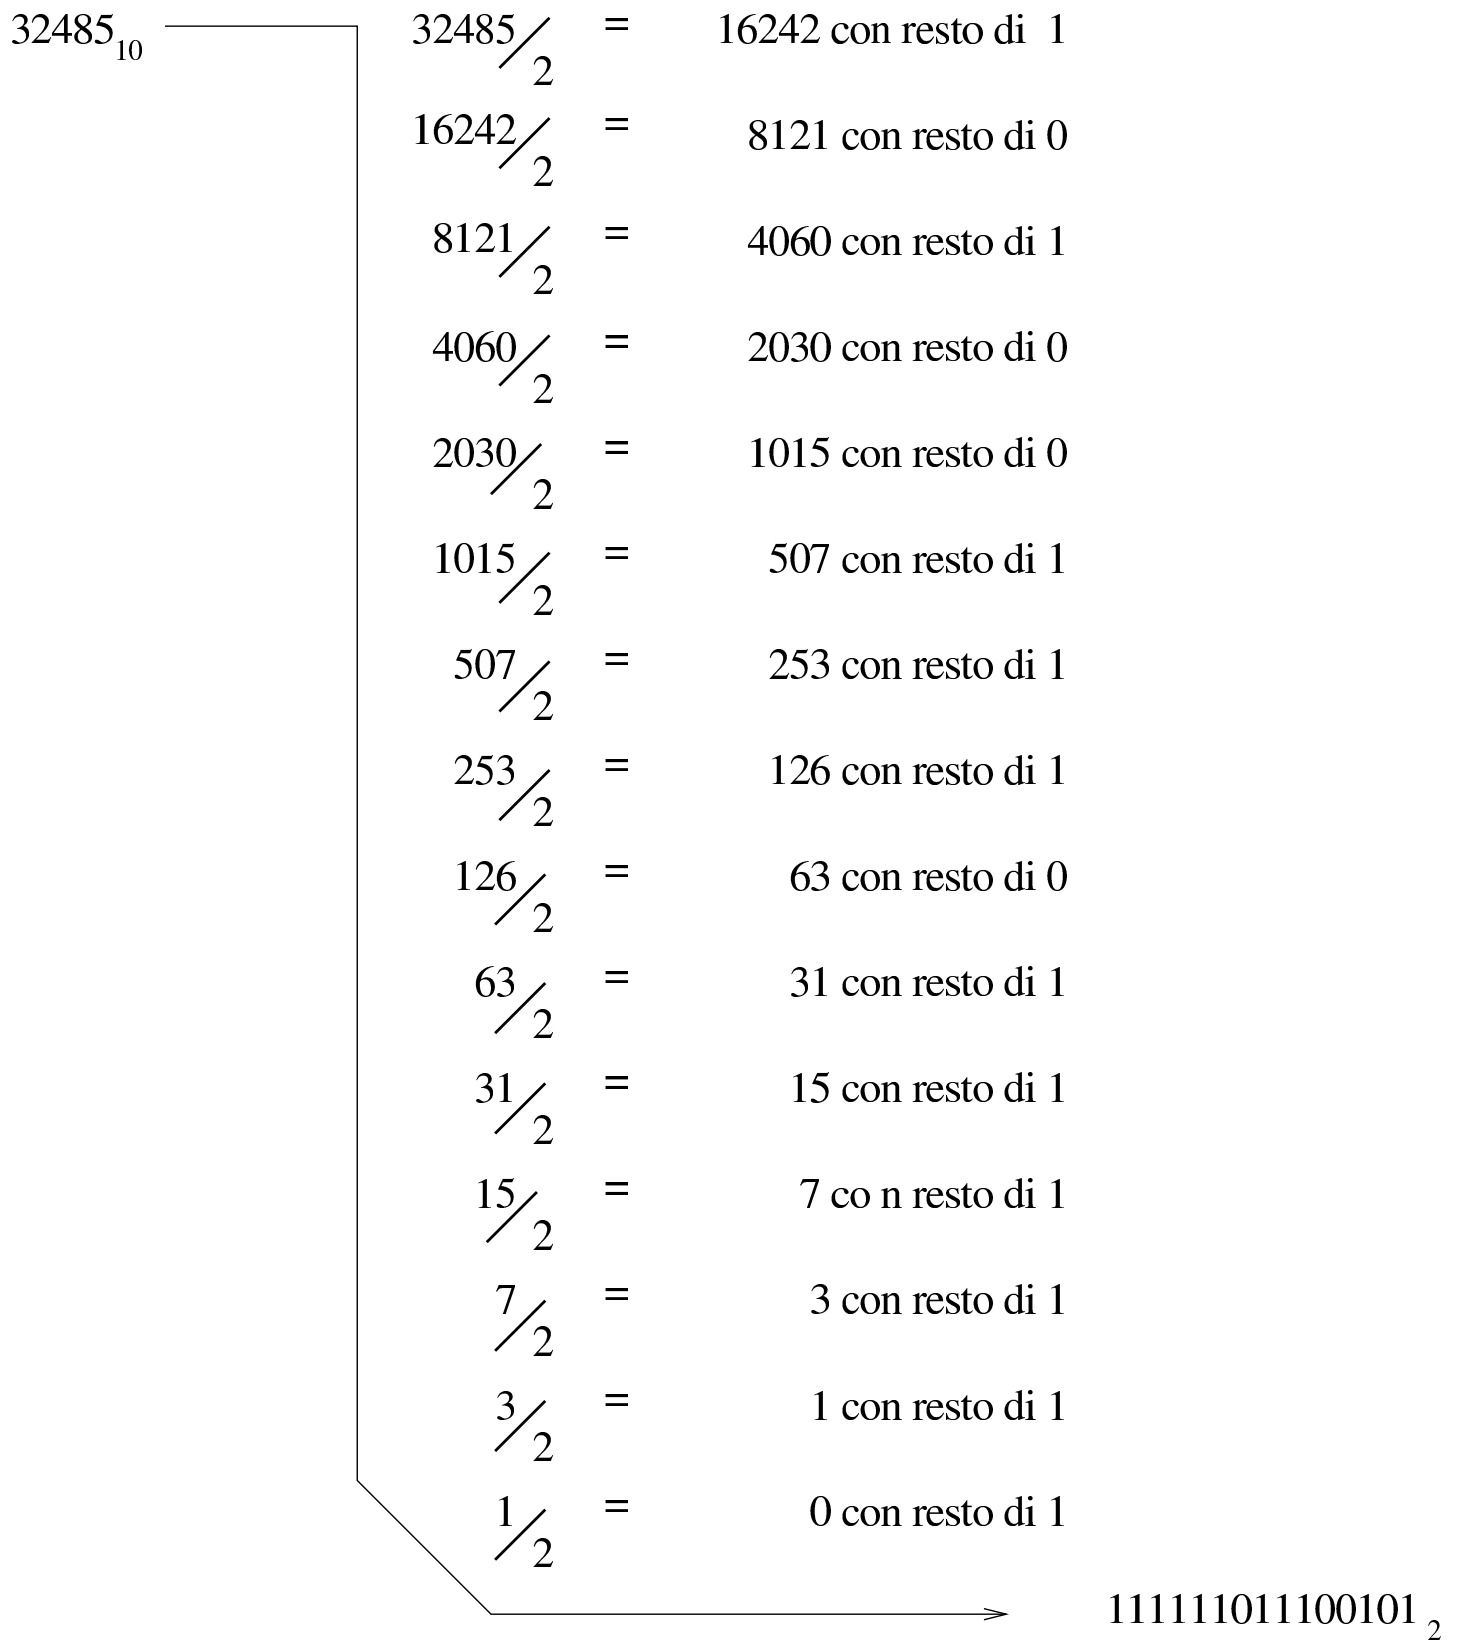 32485₁₀ 32485/2 = 16242 con resto di 1
16242/2 = 8121 con resto di 0
8121/2 = 4060 con resto di 1
4060/2 = 2030 con resto di 0
2030/2 = 1015 con resto di 0
1015/2 = 507 con resto di 1
507/2 = 253 con resto di 1
253/2 = 126 con resto di 1
126/2 = 63 con resto di 0
63/2 = 31 con resto di 1
31/2 = 15 con resto di 1
15/2 = 7 co n resto di 1
7/2 = 3 con resto di 1
3/2 = 1 con resto di 1
1/2 = 0 con resto di 1
111111011100101₂